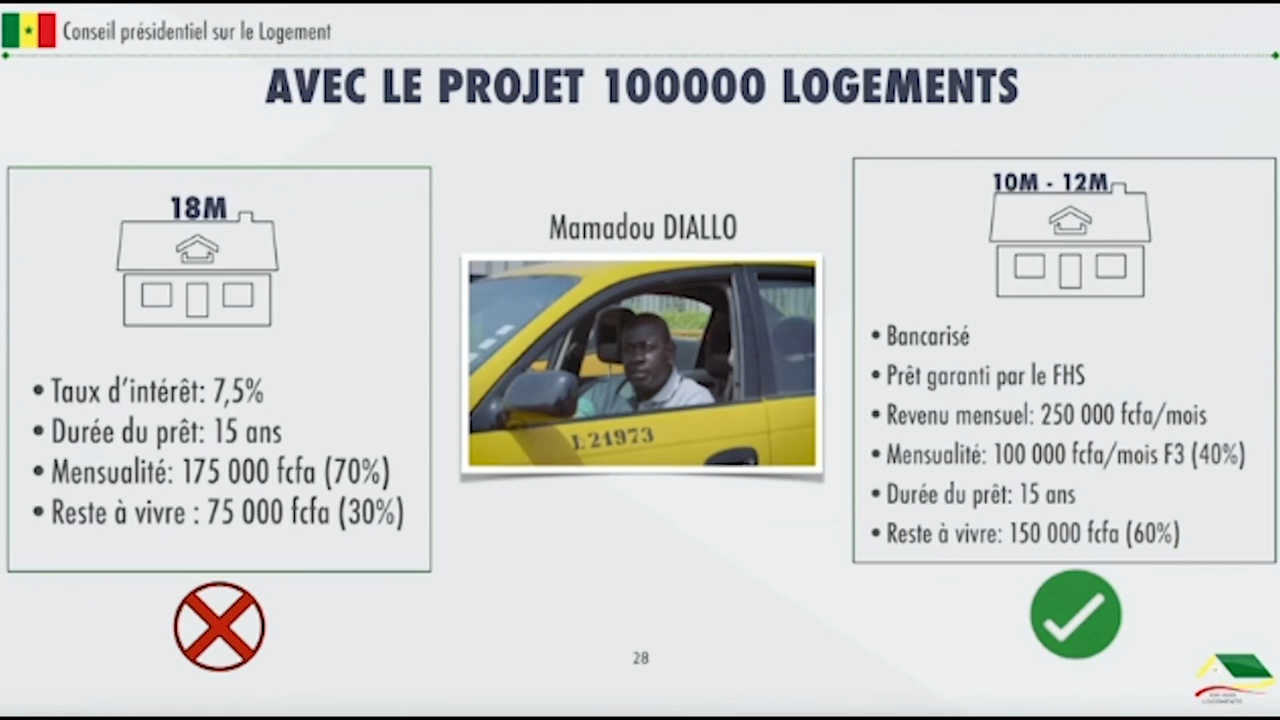 Conseil présidentiel sur le Logement
AVEC LE PROJET 100000 LOGEMENTS
18M
• Taux d'intérêt: 7,5%
• Durée du prêt: 15 ans
• Mensualité: 175 000 fcfa (70%)
• Reste à vivre : 75 000 fcfa (30%)
Mamadou DIALLO
L 21973
10M - 12M
• Bancarisé
• Prêt garanti par le FHS
• Revenu mensuel: 250 000 fcfa/mois
• Mensualité: 100 000 fcfa/mois F3 (40%)
• Durée du prêt: 15 ans
• Reste à vivre: 150 000 fcfa (60%)
28
LOGEMENTS